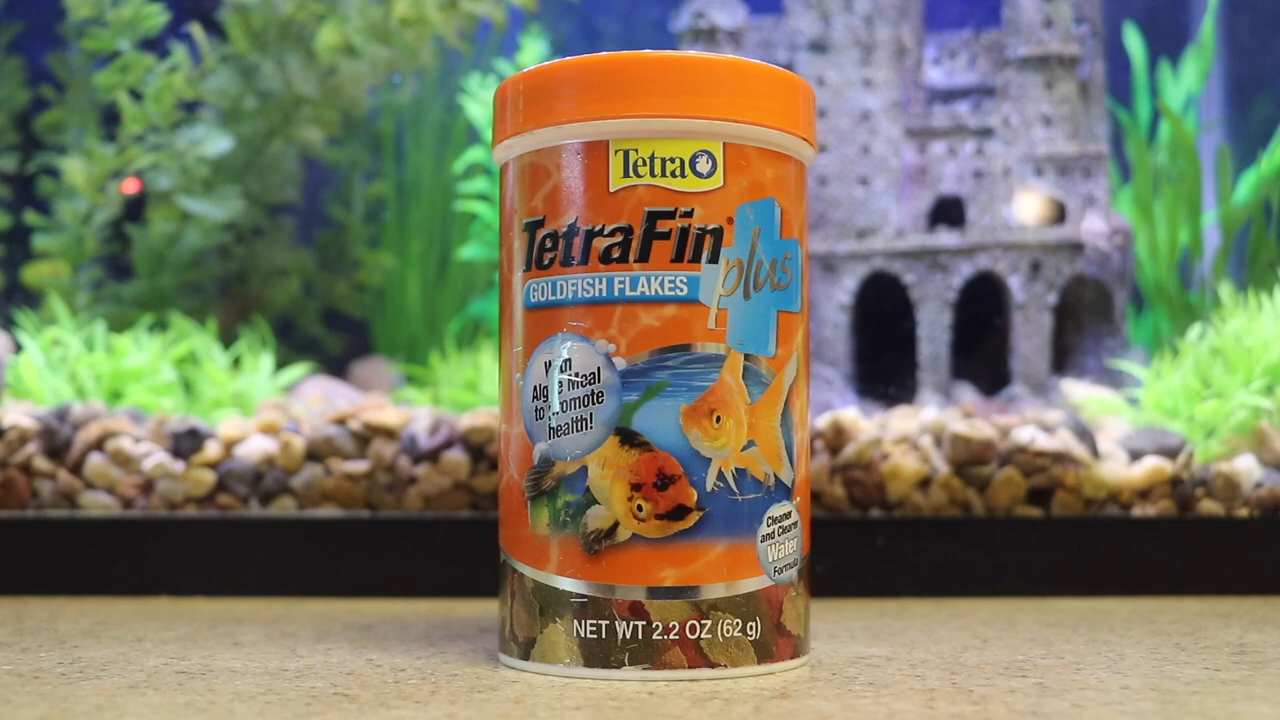 Tetra
TetraFin®
plus
GOLDFISH FLAKES
With
Algae Meal
to Promote
health!
Cleaner
and Clearer
Water
Formula
NET WT 2.2 OZ (62 g)